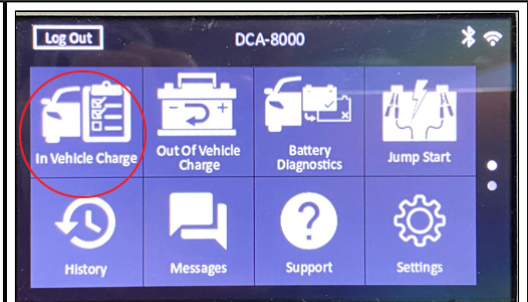 Log Out
DCA-8000
In Vehicle Charge
Out Of Vehicle
Charge
Battery
Diagnostics
Jump Start
History
Messages
Support
Settings